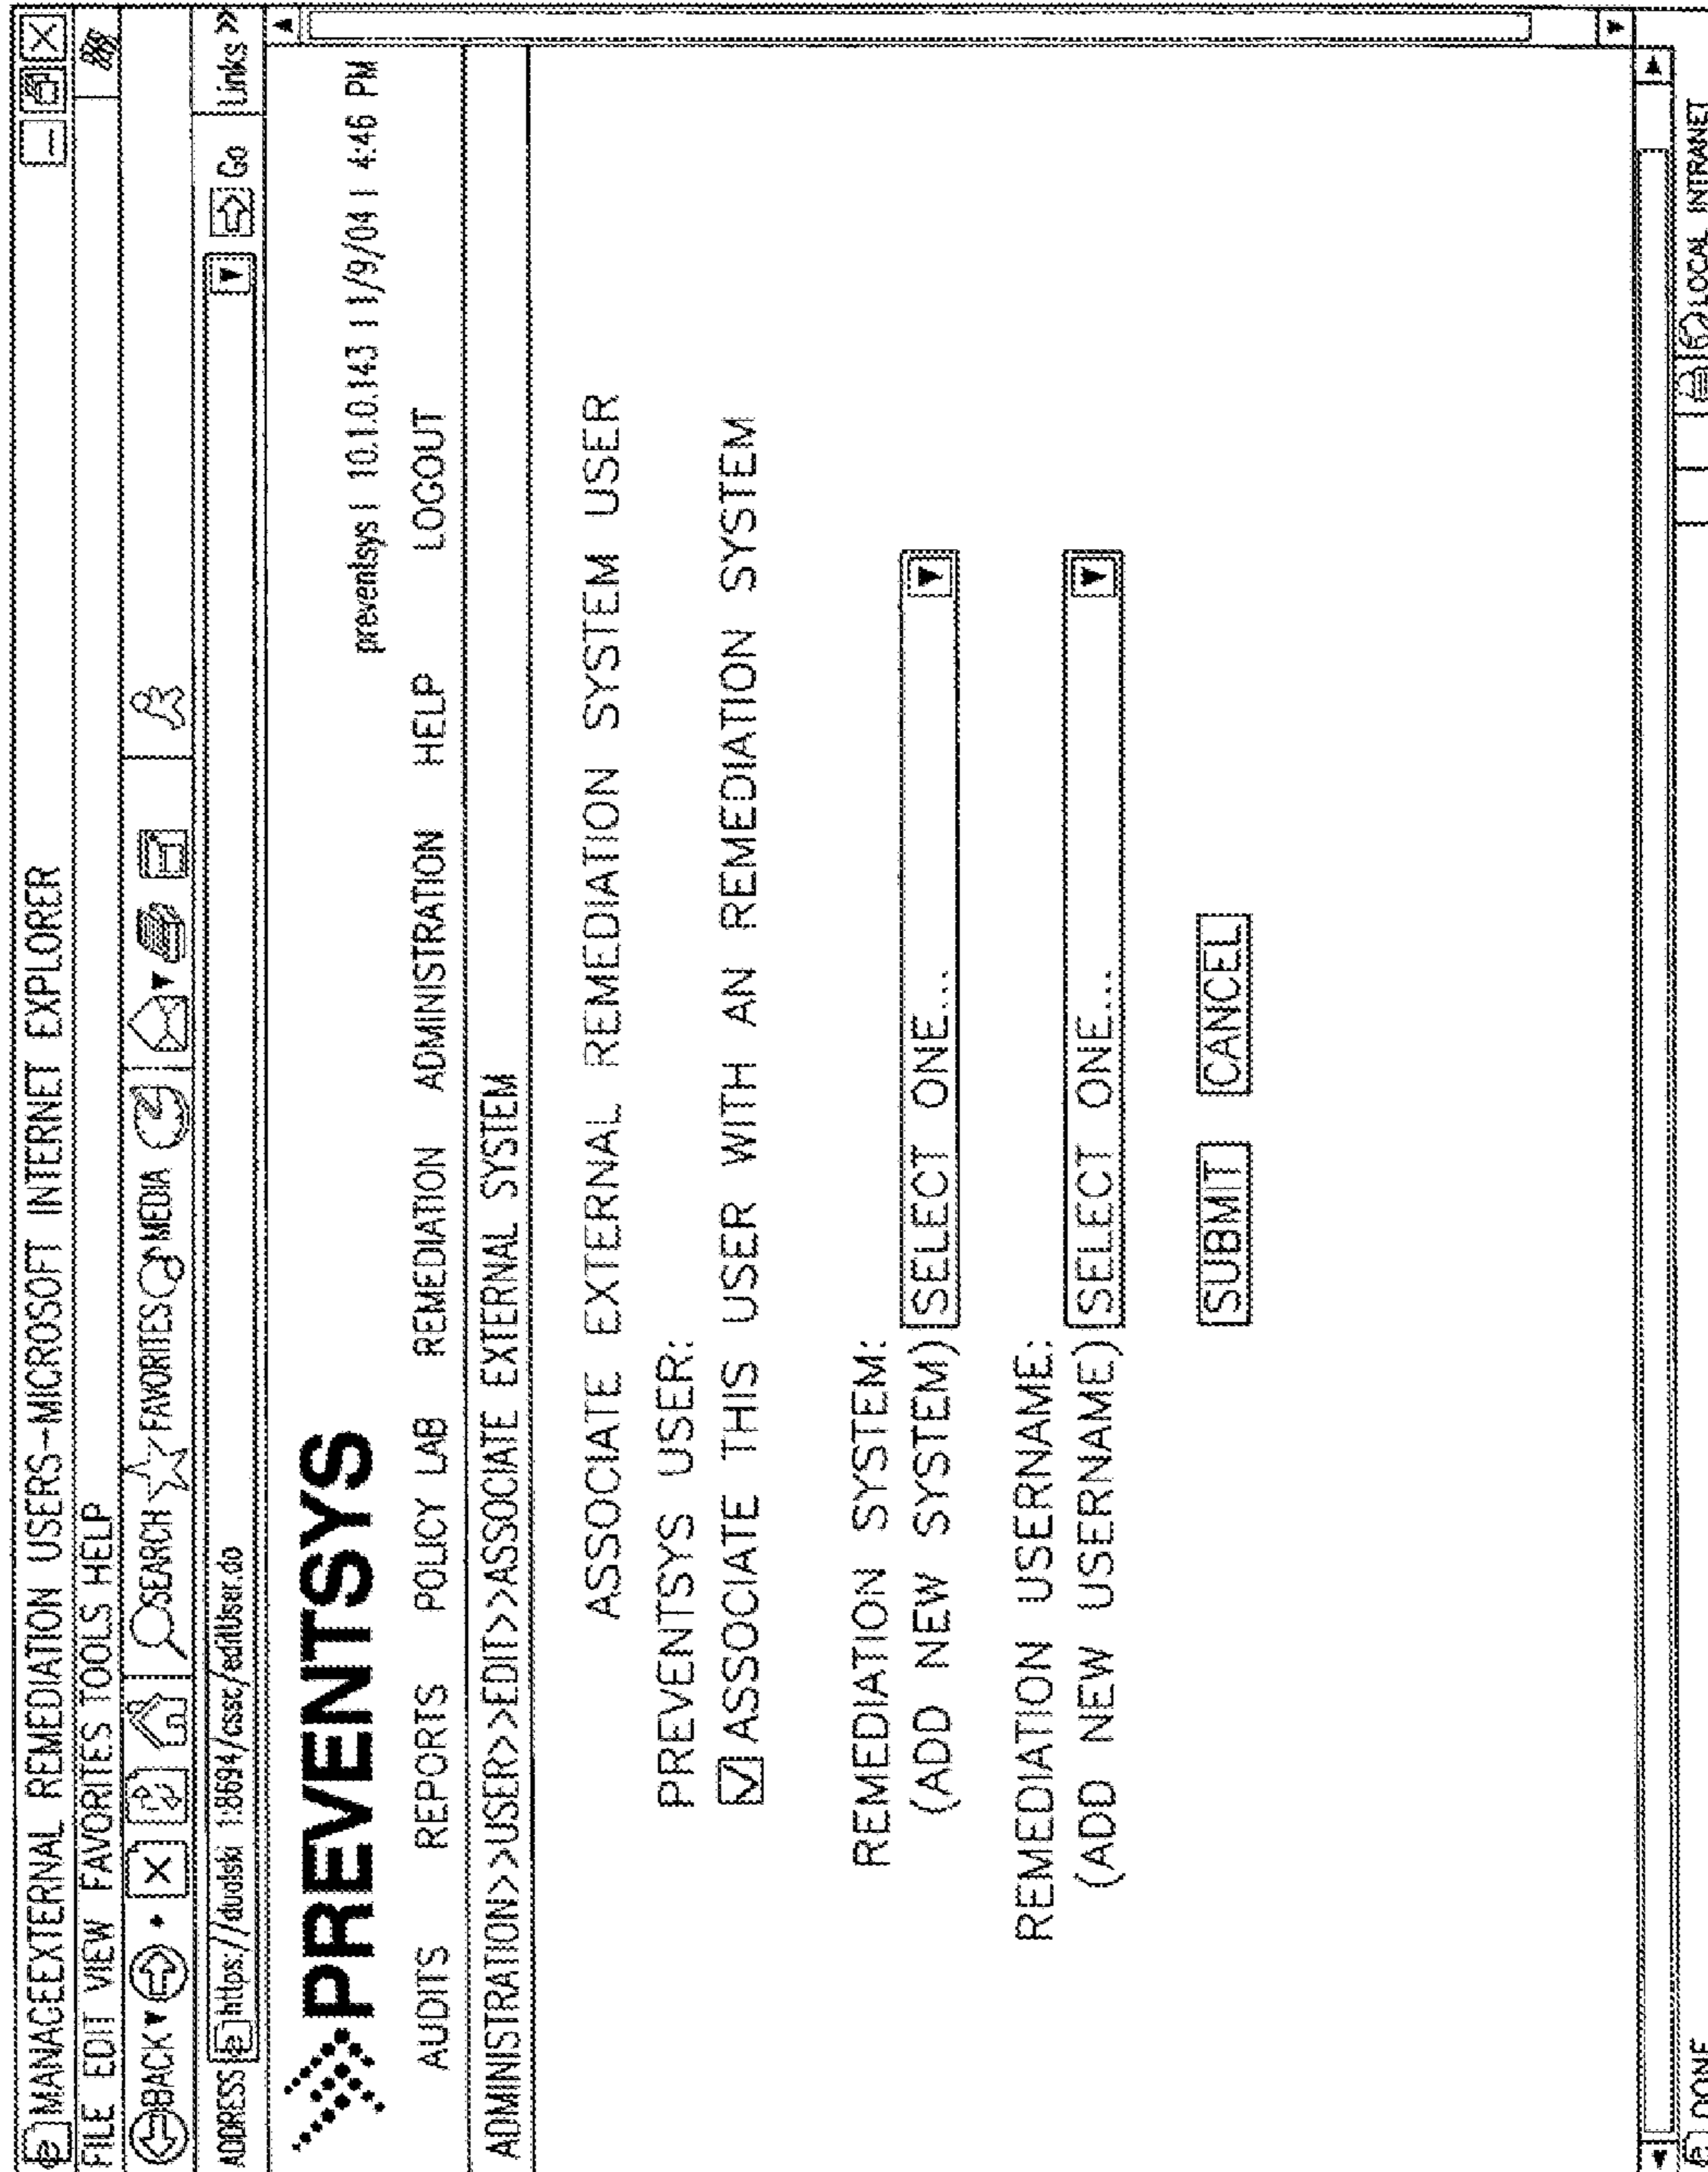 MANAGEEXTERNAL REMEDIATION USERS-MICROSOFT INTERNET EXPLORER
FILE EDIT VIEW FAVORITES TOOLS HELP
BACK SEARCH FAVORITES MEDIA
ADDRESS https://dualski 1:8694/assc/editUser.do Go Links >>
PREVENTSYS
preventsys | 10.1.0.143 | 1/9/04 | 4:46 PM
AUDITS REPORTS POLICY LAB REMEDIATION ADMINISTRATION HELP LOGOUT
ADMINISTRATION>>USER>>EDIT>>ASSOCIATE EXTERNAL SYSTEM
ASSOCIATE EXTERNAL REMEDIATION SYSTEM USER
PREVENTSYS USER:
ASSOCIATE THIS USER WITH AN REMEDIATION SYSTEM
REMEDIATION SYSTEM:
(ADD NEW SYSTEM) SELECT ONE...
REMEDIATION USERNAME:
(ADD NEW USERNAME) SELECT ONE...
SUBMIT CANCEL
DONE LOCAL INTRANET